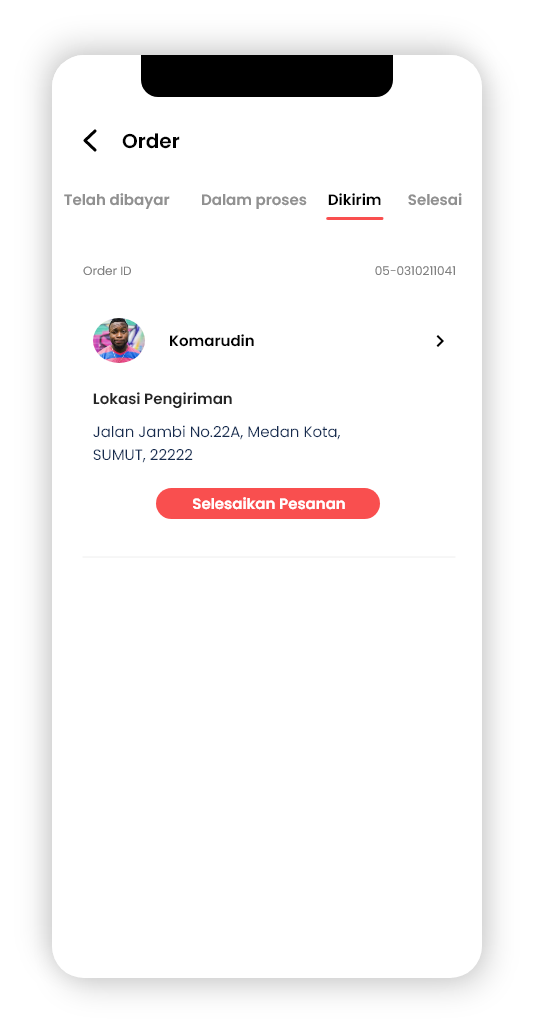 Order
Telah dibayar Dalam proses Dikirim Selesai
Order ID 05-0310211041
Komarudin
Lokasi Pengiriman
Jalan Jambi No.22A, Medan Kota,
SUMUT, 22222
Selesaikan Pesanan